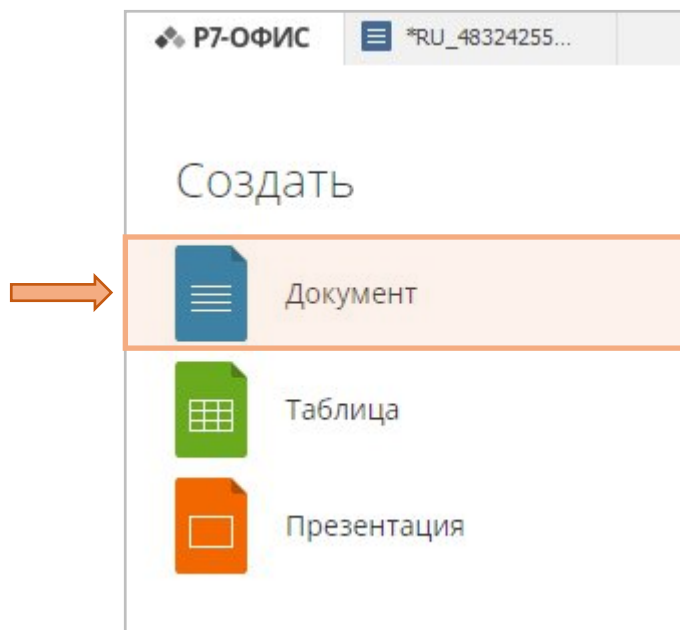 Р7-ОФИС
*RU_48324255...
Создать
Документ
Таблица
Презентация